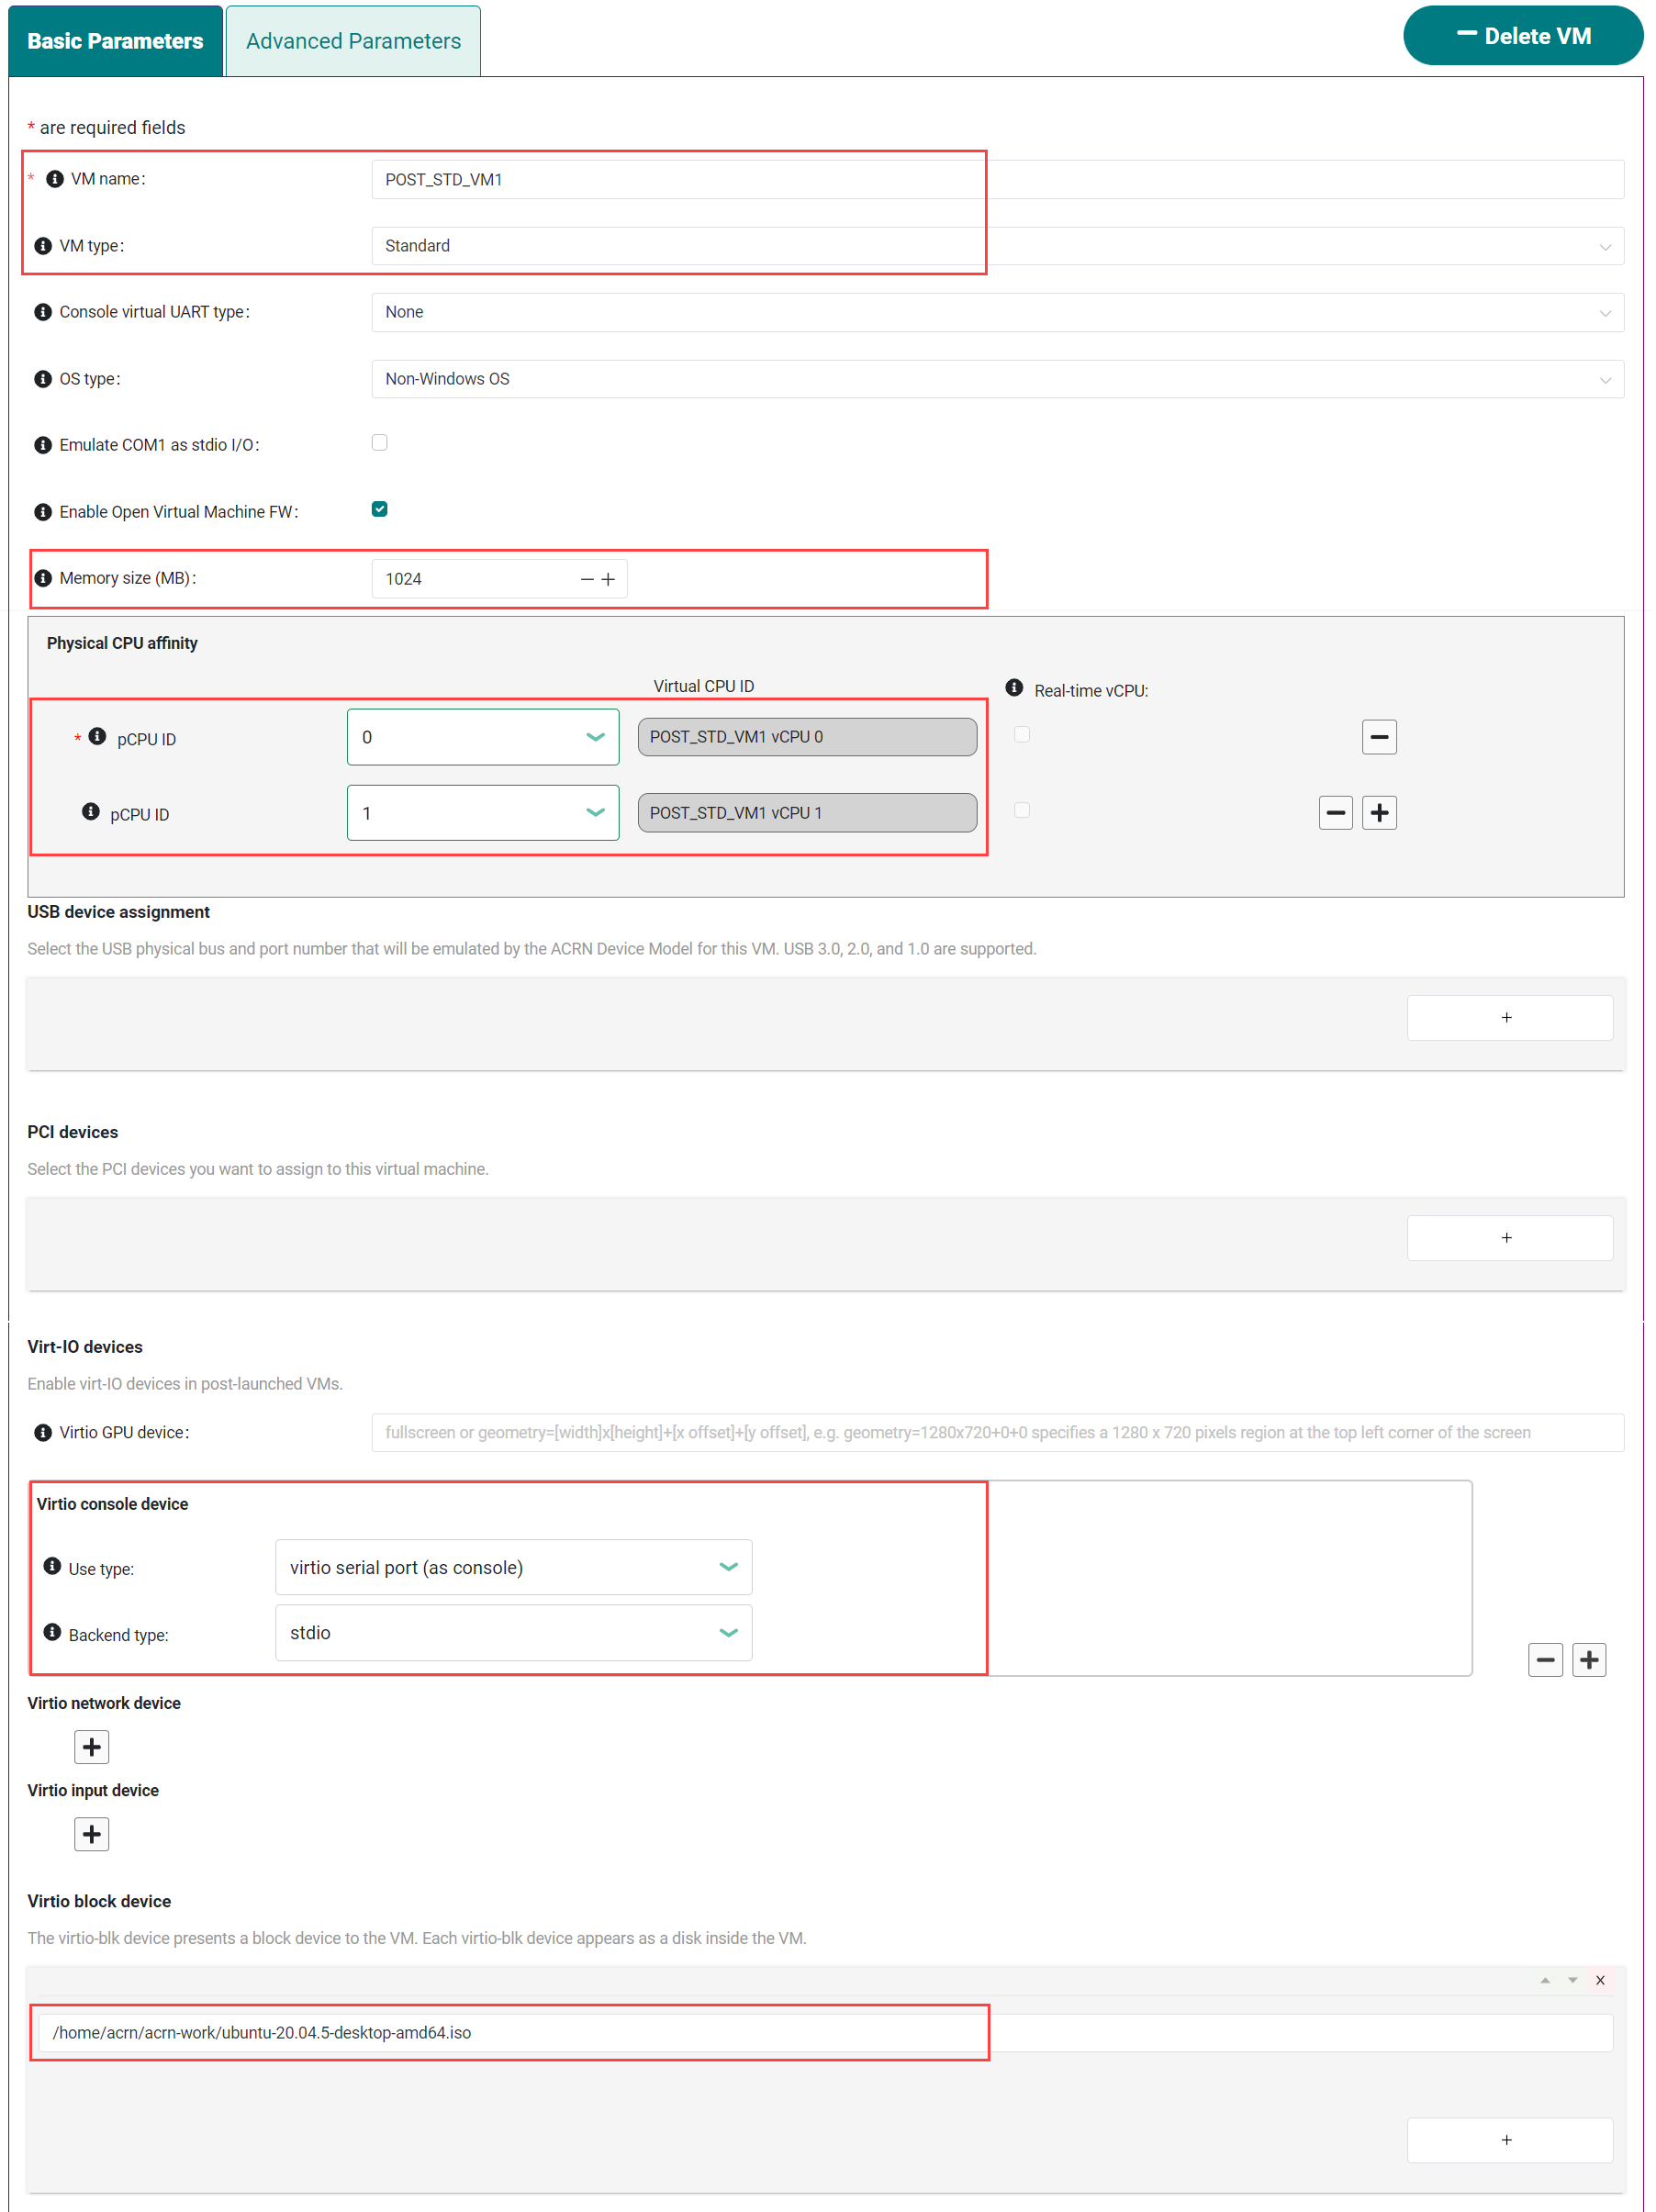 Basic Parameters
Advanced Parameters
Delete VM
* are required fields
* VM name:
POST_STD_VM1
VM type:
Standard
Console virtual UART type:
None
OS type:
Non-Windows OS
Emulate COM1 as stdio I/O:
Enable Open Virtual Machine FW:
Memory size (MB):
1024
Physical CPU affinity
Virtual CPU ID
Real-time vCPU:
* pCPU ID
0
POST_STD_VM1 vCPU 0
pCPU ID
1
POST_STD_VM1 vCPU 1
USB device assignment
Select the USB physical bus and port number that will be emulated by the ACRN Device Model for this VM. USB 3.0, 2.0, and 1.0 are supported.
+
PCI devices
Select the PCI devices you want to assign to this virtual machine.
+
Virt-IO devices
Enable virt-IO devices in post-launched VMs.
Virtio GPU device:
fullscreen or geometry=[width]x[height]+[x offset]+[y offset], e.g. geometry=1280x720+0+0 specifies a 1280 x 720 pixels region at the top left corner of the screen
Virtio console device
Use type:
virtio serial port (as console)
Backend type:
stdio
Virtio network device
Virtio input device
Virtio block device
The virtio-blk device presents a block device to the VM. Each virtio-blk device appears as a disk inside the VM.
/home/acrn/acrn-work/ubuntu-20.04.5-desktop-amd64.iso
+